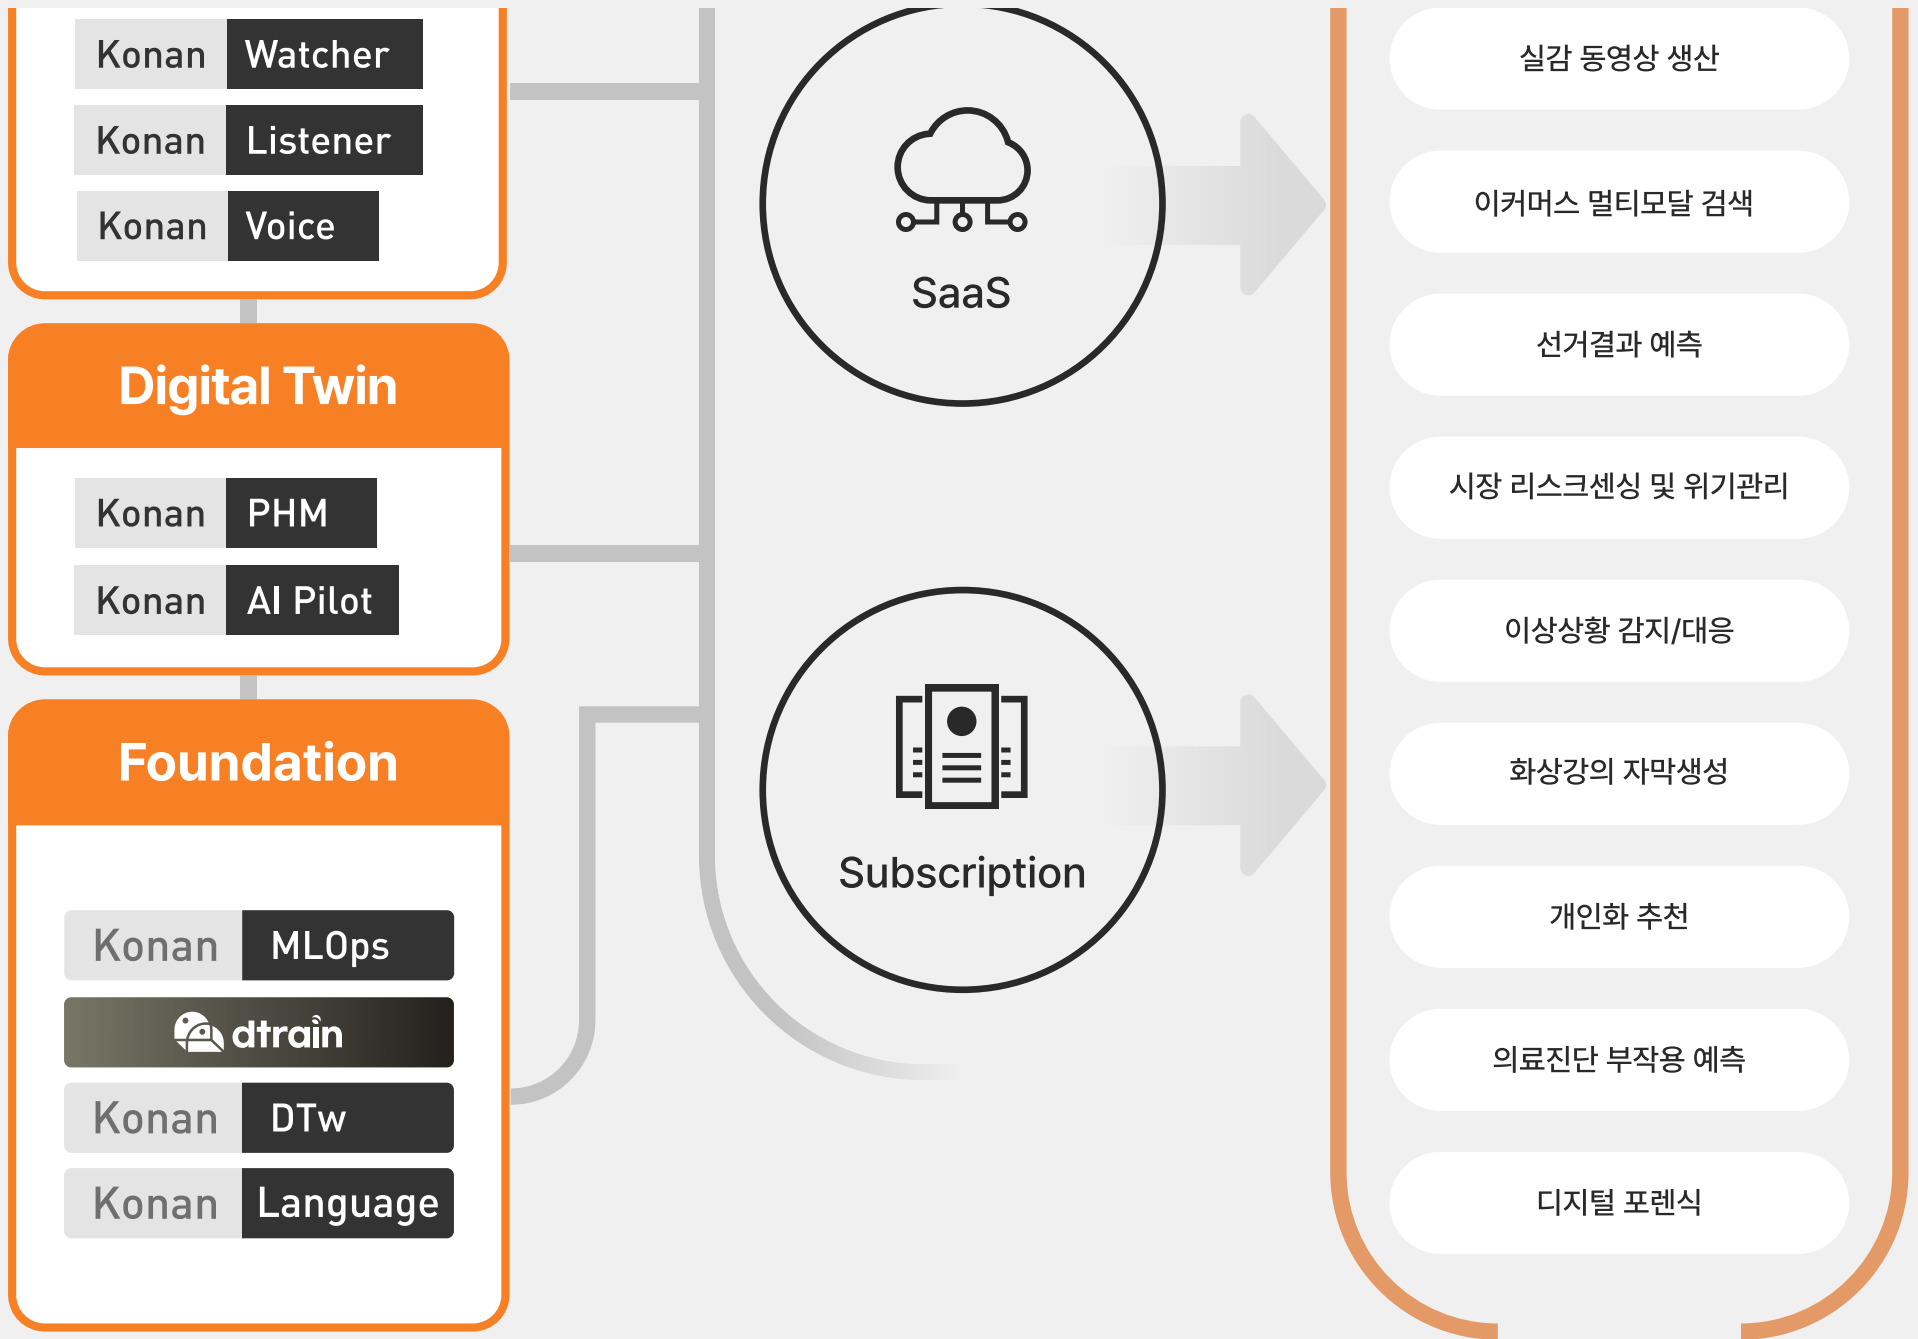 Konan Watcher
Konan Listener
Konan Voice
Digital Twin
Konan PHM
Konan AI Pilot
Foundation
Konan MLOps
dtrain
Konan DTw
Konan Language
SaaS
Subscription
실감 동영상 생산
이커머스 멀티모달 검색
선거결과 예측
시장 리스크센싱 및 위기관리
이상상황 감지/대응
화상강의 자막생성
개인화 추천
의료진단 부작용 예측
디지털 포렌식